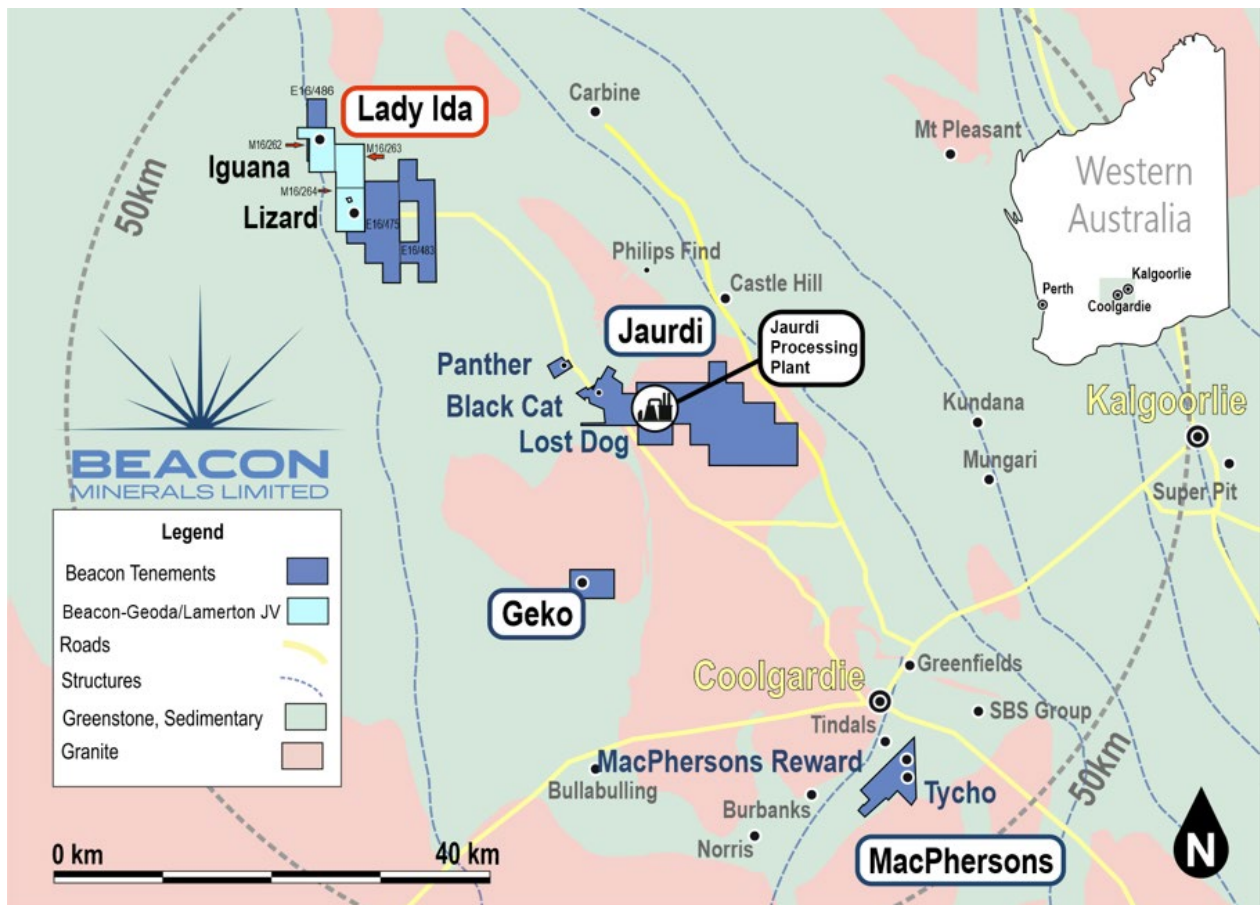 E16/486
Lady Ida
Carbine
Mt Pleasant
M16/262
M16/263
Iguana
M16/264
Lizard
E16/475
E16/483
50km
Western
Australia
Kalgoorlie
Perth
Coolgardie
Philips Find
Castle Hill
Jaurdi
Jaurdi
Processing
Plant
Panther
Black Cat
Lost Dog
Kundana
Kalgoorlie
Mungari
Super Pit
BEACON
MINERALS LIMITED
Legend
Beacon Tenements
Beacon-Geoda/Lamerton JV
Roads
Structures
Greenstone, Sedimentary
Granite
Geko
Coolgardie
Greenfields
SBS Group
Tindals
MacPhersons Reward
Bullabulling
Tycho
Burbanks
Norris
50km
MacPhersons
N
0 km
40 km